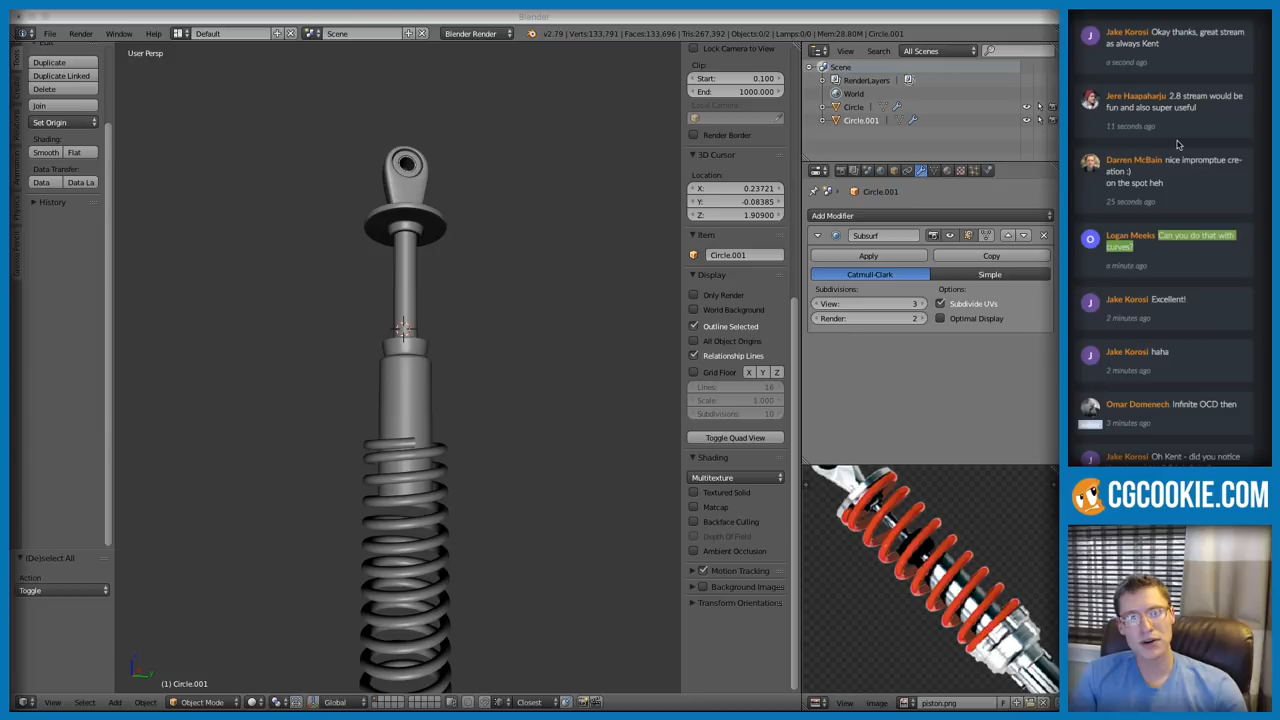 Blender
File
Render
Window
Help
Default
Scene
Blender Render
v2.79 | Verts:133,791 | Faces:133,696 | Tris:267,392 | Objects:0/2 | Lamps:0/0 | Mem:28.80M | Circle.001
User Persp
Tools
Edit
Duplicate
Duplicate Linked
Delete
Join
Set Origin
Shading:
Smooth
Flat
Data Transfer:
Data
Data La
History
Physics
Grease Pencil
(De)select All
Action
Toggle
(1) Circle.001
View
Select
Add
Object
Object Mode
Global
Closest
Lock Camera to View
Clip:
Start: 0.100
End: 1000.000
Local Camera:
Render Border
3D Cursor
Location:
X: 0.23721
Y: -0.08385
Z: 1.90900
Item
Circle.001
Display
Only Render
World Background
Outline Selected
All Object Origins
Relationship Lines
Grid Floor
X
Y
Z
Lines: 16
Scale: 1.000
Subdivisions: 10
Toggle Quad View
Shading
Multitexture
Textured Solid
Matcap
Backface Culling
Depth Of Field
Ambient Occlusion
Motion Tracking
Background Images
Transform Orientations
View
Search
All Scenes
Scene
RenderLayers
World
Circle
Circle.001
Circle.001
Add Modifier
Subsurf
Apply
Copy
Catmull-Clark
Simple
Subdivisions:
Options:
View: 3
Subdivide UVs
Render: 2
Optimal Display
View
Image
piston.png
F
Jake Korosi Okay thanks, great stream
as always Kent
a second ago
Jere Haapaharju 2.8 stream would be
fun and also super useful
11 seconds ago
Darren McBain nice impromptue cre-
ation :)
on the spot heh
25 seconds ago
Logan Meeks Can you do that with
curves?
a minute ago
Jake Korosi Excellent!
2 minutes ago
Jake Korosi haha
2 minutes ago
Omar Domenech Infinite OCD then
3 minutes ago
Jake Korosi Oh Kent - did you notice
CGCOOKIE.COM